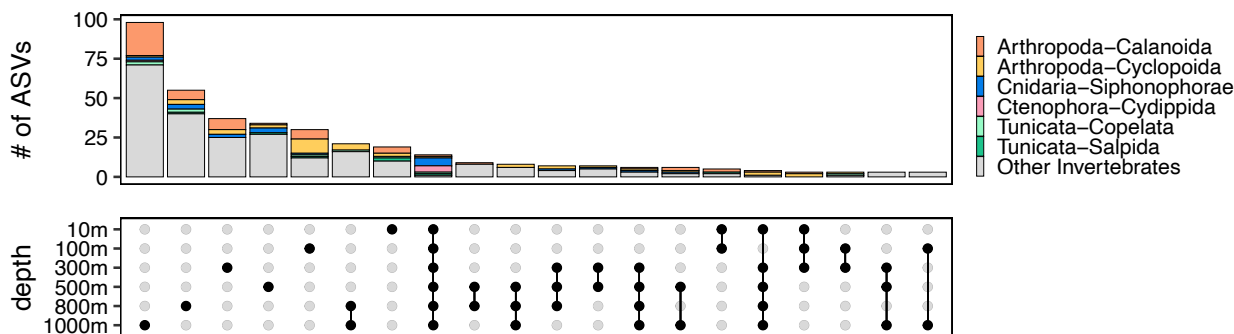 # of ASVs
100
75
50
25
0
Arthropoda−Calanoida
Arthropoda−Cyclopoida
Cnidaria−Siphonophorae
Ctenophora−Cydippida
Tunicata−Copelata
Tunicata−Salpida
Other Invertebrates
depth
10m
100m
300m
500m
800m
1000m